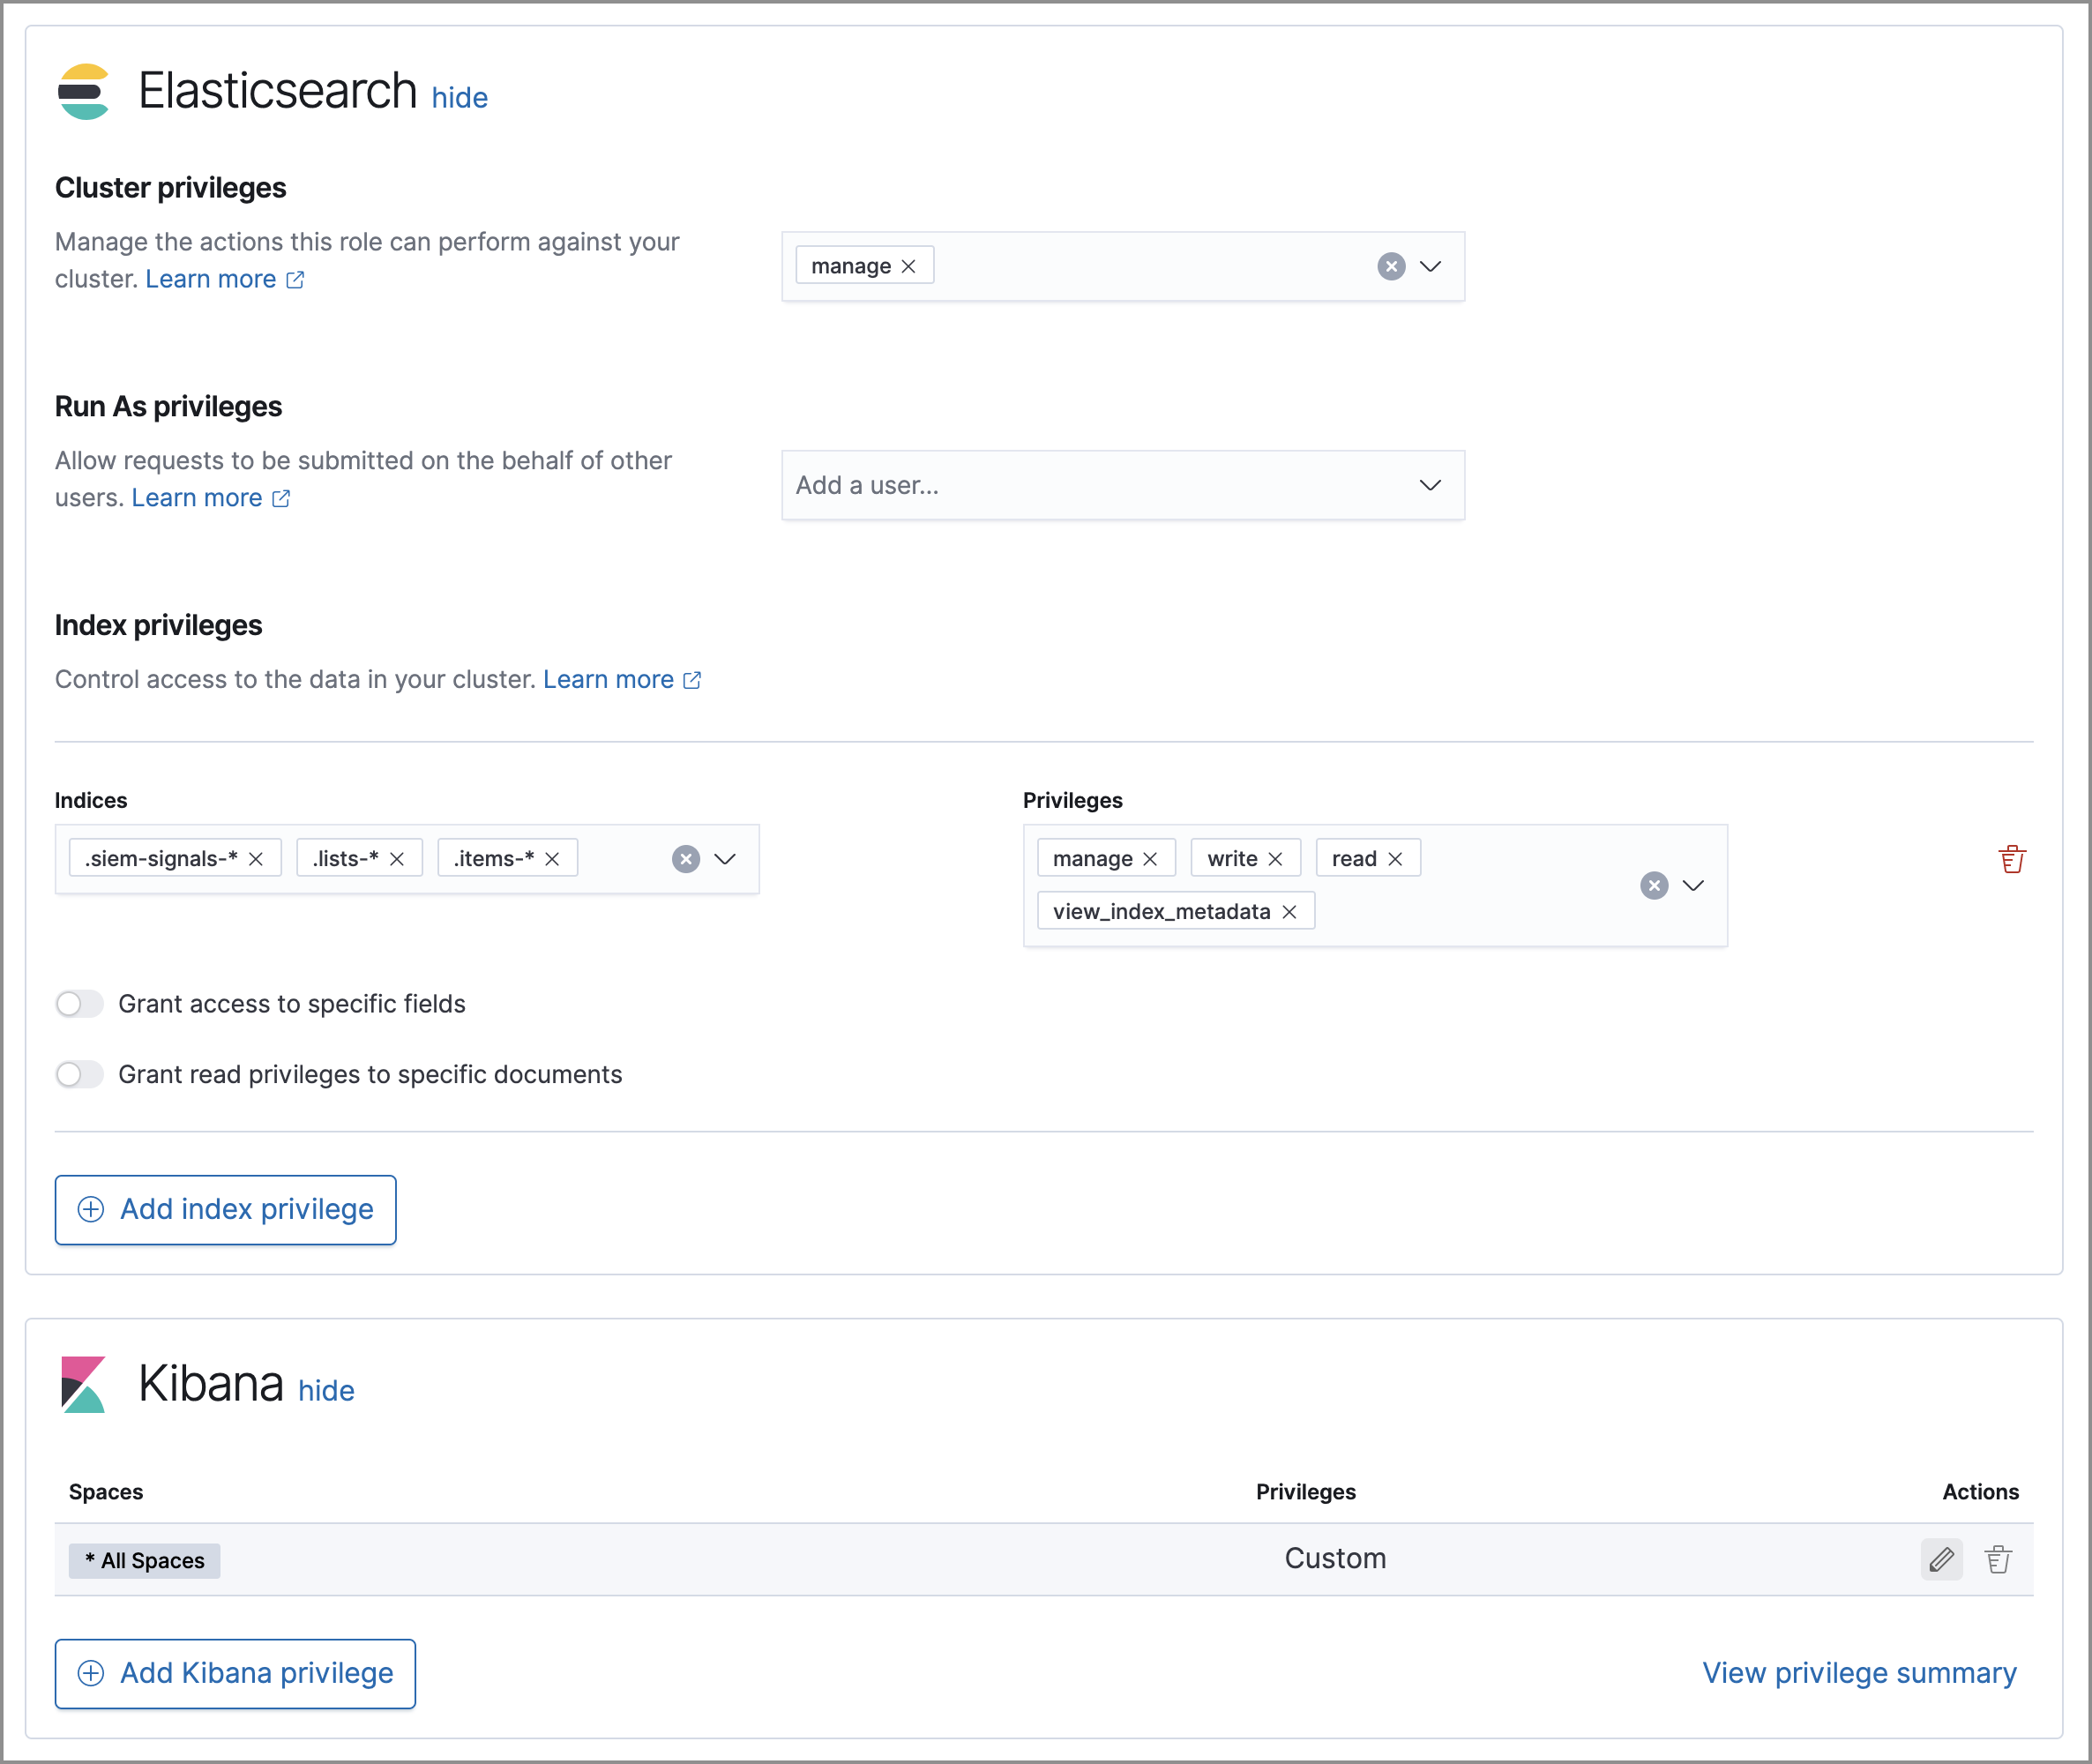 Elasticsearch hide
Cluster privileges
Manage the actions this role can perform against your
cluster. Learn more
manage
Run As privileges
Allow requests to be submitted on the behalf of other
users. Learn more
Add a user...
Index privileges
Control access to the data in your cluster. Learn more
Indices
.siem-signals-* .lists-* .items-*
Privileges
manage write read
view_index_metadata
Grant access to specific fields
Grant read privileges to specific documents
Add index privilege
Kibana hide
Spaces Privileges Actions
* All Spaces Custom
Add Kibana privilege View privilege summary